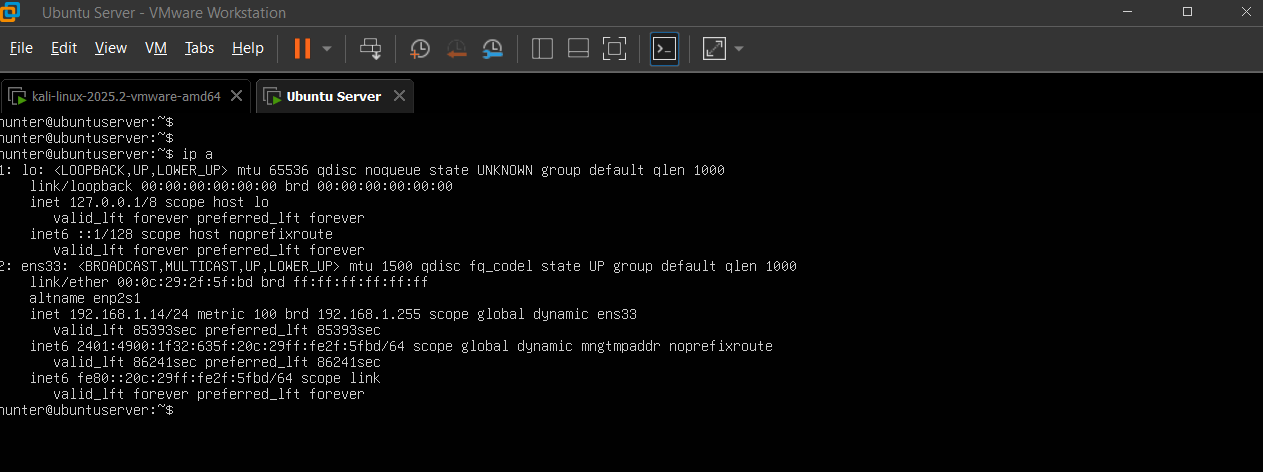 Ubuntu Server - VMware Workstation
File Edit View VM Tabs Help
kali-linux-2025.2-vmware-amd64 Ubuntu Server
hunter@ubuntuserver:~$
hunter@ubuntuserver:~$
hunter@ubuntuserver:~$ ip a
1: lo: <LOOPBACK,UP,LOWER_UP> mtu 65536 qdisc noqueue state UNKNOWN group default qlen 1000
link/loopback 00:00:00:00:00:00 brd 00:00:00:00:00:00
inet 127.0.0.1/8 scope host lo
valid_lft forever preferred_lft forever
inet6 ::1/128 scope host noprefixroute
valid_lft forever preferred_lft forever
2: ens33: <BROADCAST,MULTICAST,UP,LOWER_UP> mtu 1500 qdisc fq_codel state UP group default qlen 1000
link/ether 00:0c:29:2f:5f:bd brd ff:ff:ff:ff:ff:ff
altname enp2s1
inet 192.168.1.14/24 metric 100 brd 192.168.1.255 scope global dynamic ens33
valid_lft 85393sec preferred_lft 85393sec
inet6 2401:4900:1f32:635f:20c:29ff:fe2f:5fbd/64 scope global dynamic mngtmpaddr noprefixroute
valid_lft 86241sec preferred_lft 86241sec
inet6 fe80::20c:29ff:fe2f:5fbd/64 scope link
valid_lft forever preferred_lft forever
hunter@ubuntuserver:~$